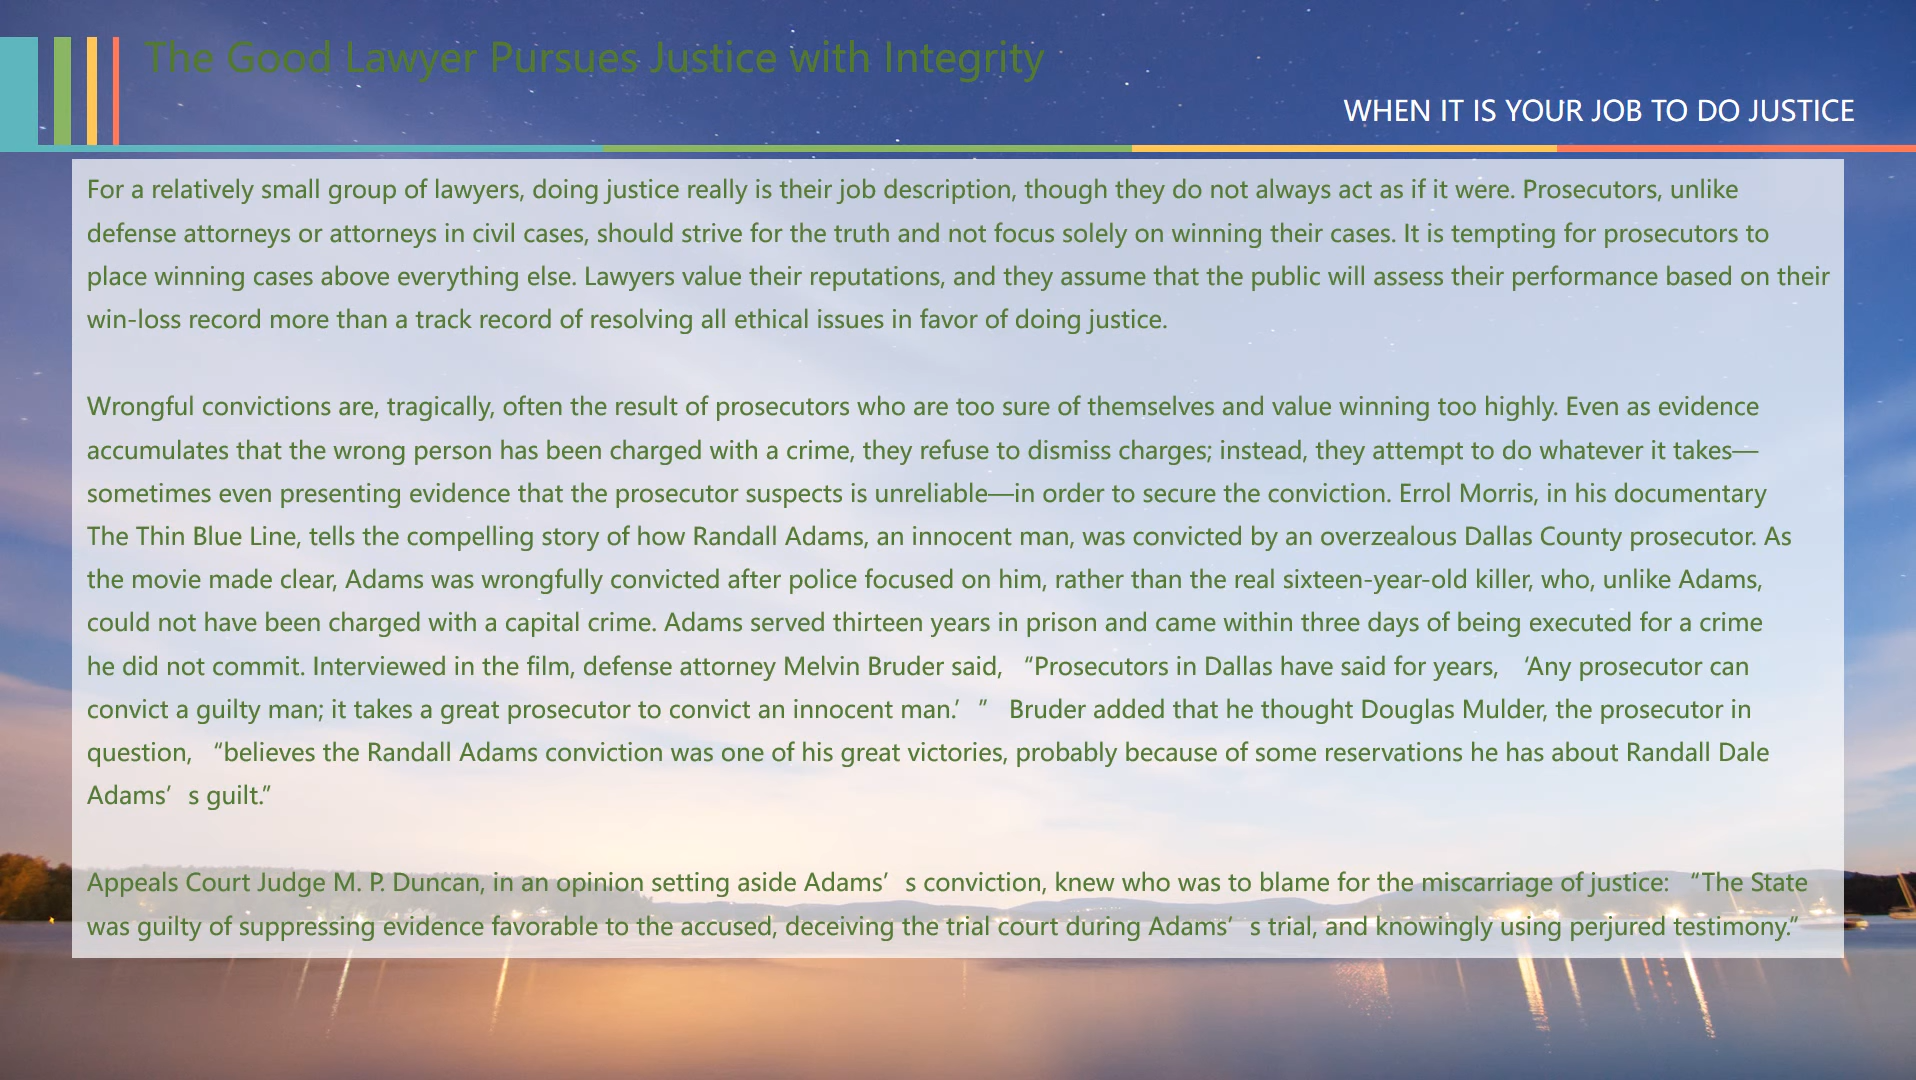 The Good Lawyer Pursues Justice with Integrity
WHEN IT IS YOUR JOB TO DO JUSTICE
For a relatively small group of lawyers, doing justice really is their job description, though they do not always act as if it were. Prosecutors, unlike
defense attorneys or attorneys in civil cases, should strive for the truth and not focus solely on winning their cases. It is tempting for prosecutors to
place winning cases above everything else. Lawyers value their reputations, and they assume that the public will assess their performance based on their
win-loss record more than a track record of resolving all ethical issues in favor of doing justice.
Wrongful convictions are, tragically, often the result of prosecutors who are too sure of themselves and value winning too highly. Even as evidence
accumulates that the wrong person has been charged with a crime, they refuse to dismiss charges; instead, they attempt to do whatever it takes—
sometimes even presenting evidence that the prosecutor suspects is unreliable—in order to secure the conviction. Errol Morris, in his documentary
The Thin Blue Line, tells the compelling story of how Randall Adams, an innocent man, was convicted by an overzealous Dallas County prosecutor. As
the movie made clear, Adams was wrongfully convicted after police focused on him, rather than the real sixteen-year-old killer, who, unlike Adams,
could not have been charged with a capital crime. Adams served thirteen years in prison and came within three days of being executed for a crime
he did not commit. Interviewed in the film, defense attorney Melvin Bruder said, “Prosecutors in Dallas have said for years, ‘Any prosecutor can
convict a guilty man; it takes a great prosecutor to convict an innocent man.’” Bruder added that he thought Douglas Mulder, the prosecutor in
question, “believes the Randall Adams conviction was one of his great victories, probably because of some reservations he has about Randall Dale
Adams’s guilt.”
Appeals Court Judge M. P. Duncan, in an opinion setting aside Adams’s conviction, knew who was to blame for the miscarriage of justice: “The State
was guilty of suppressing evidence favorable to the accused, deceiving the trial court during Adams’s trial, and knowingly using perjured testimony.”